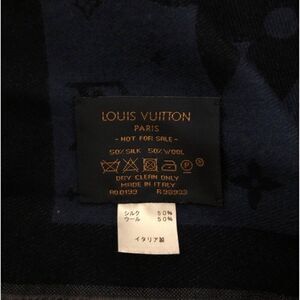 LOUIS VUITTON
PARIS
- NOT FOR SALE -
50% SILK 50% WOOL
DRY CLEAN ONLY
MADE IN ITALY
シルク 50%
ウール 50%
イタリア製